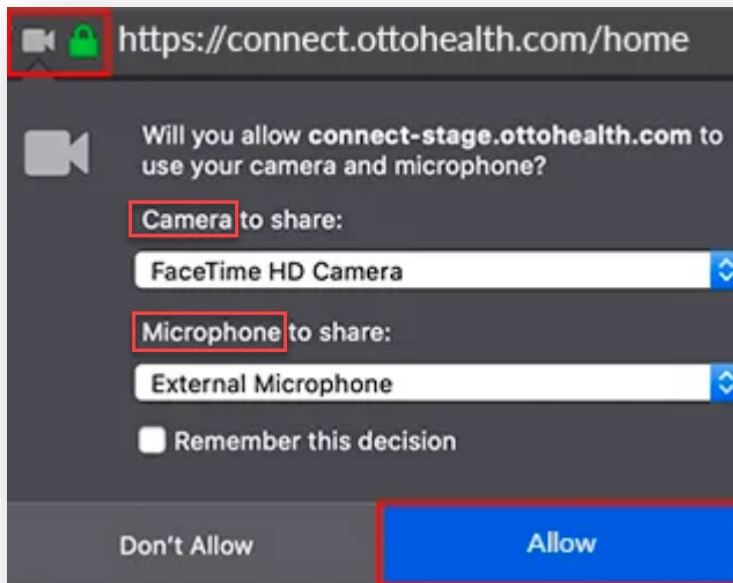 https://connect.ottohealth.com/home
Will you allow connect-stage.ottohealth.com to
use your camera and microphone?
Camera to share:
FaceTime HD Camera
Microphone to share:
External Microphone
Remember this decision
Don't Allow
Allow